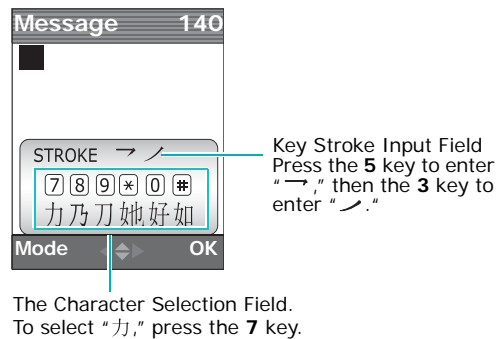 Message 140
STROKE ㇖㇒
7 8 9 * 0 #
力 乃 刀 她 好 如
Mode OK
Key Stroke Input Field
Press the 5 key to enter
“㇖,” then the 3 key to
enter “㇒.“
The Character Selection Field.
To select “力,” press the 7 key.